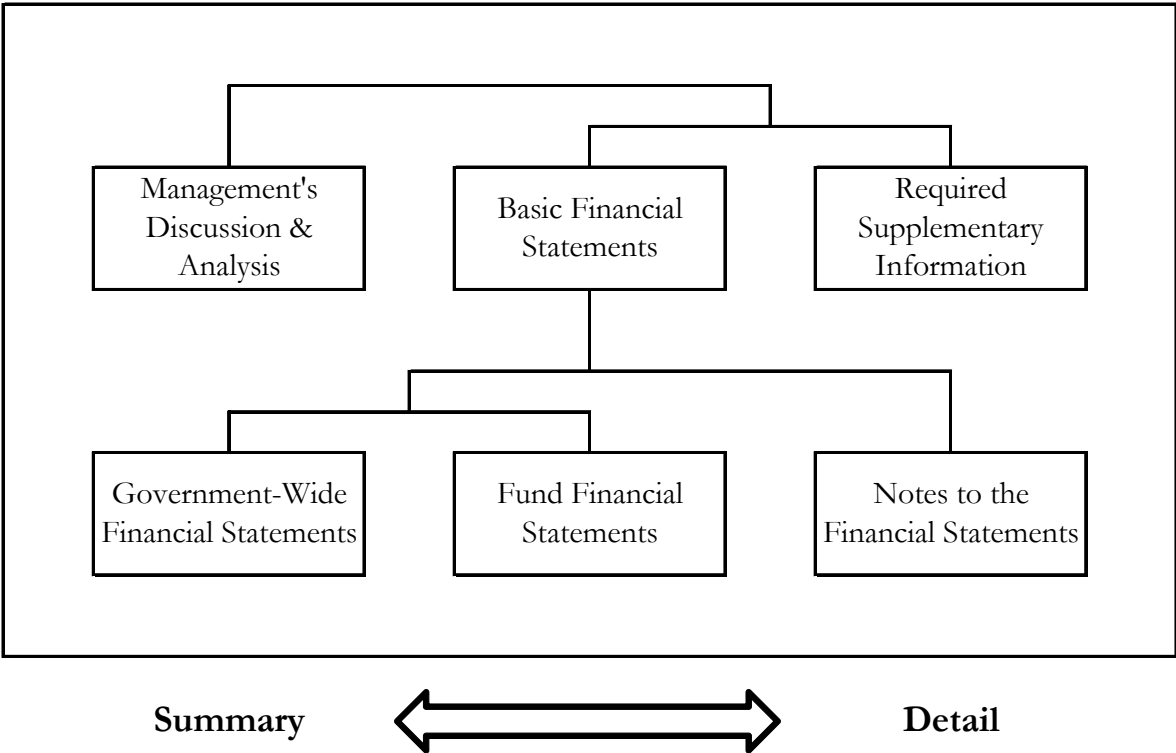 Management's
Discussion &
Analysis
Basic Financial
Statements
Required
Supplementary
Information
Government-Wide
Financial Statements
Fund Financial
Statements
Notes to the
Financial Statements
Summary
Detail